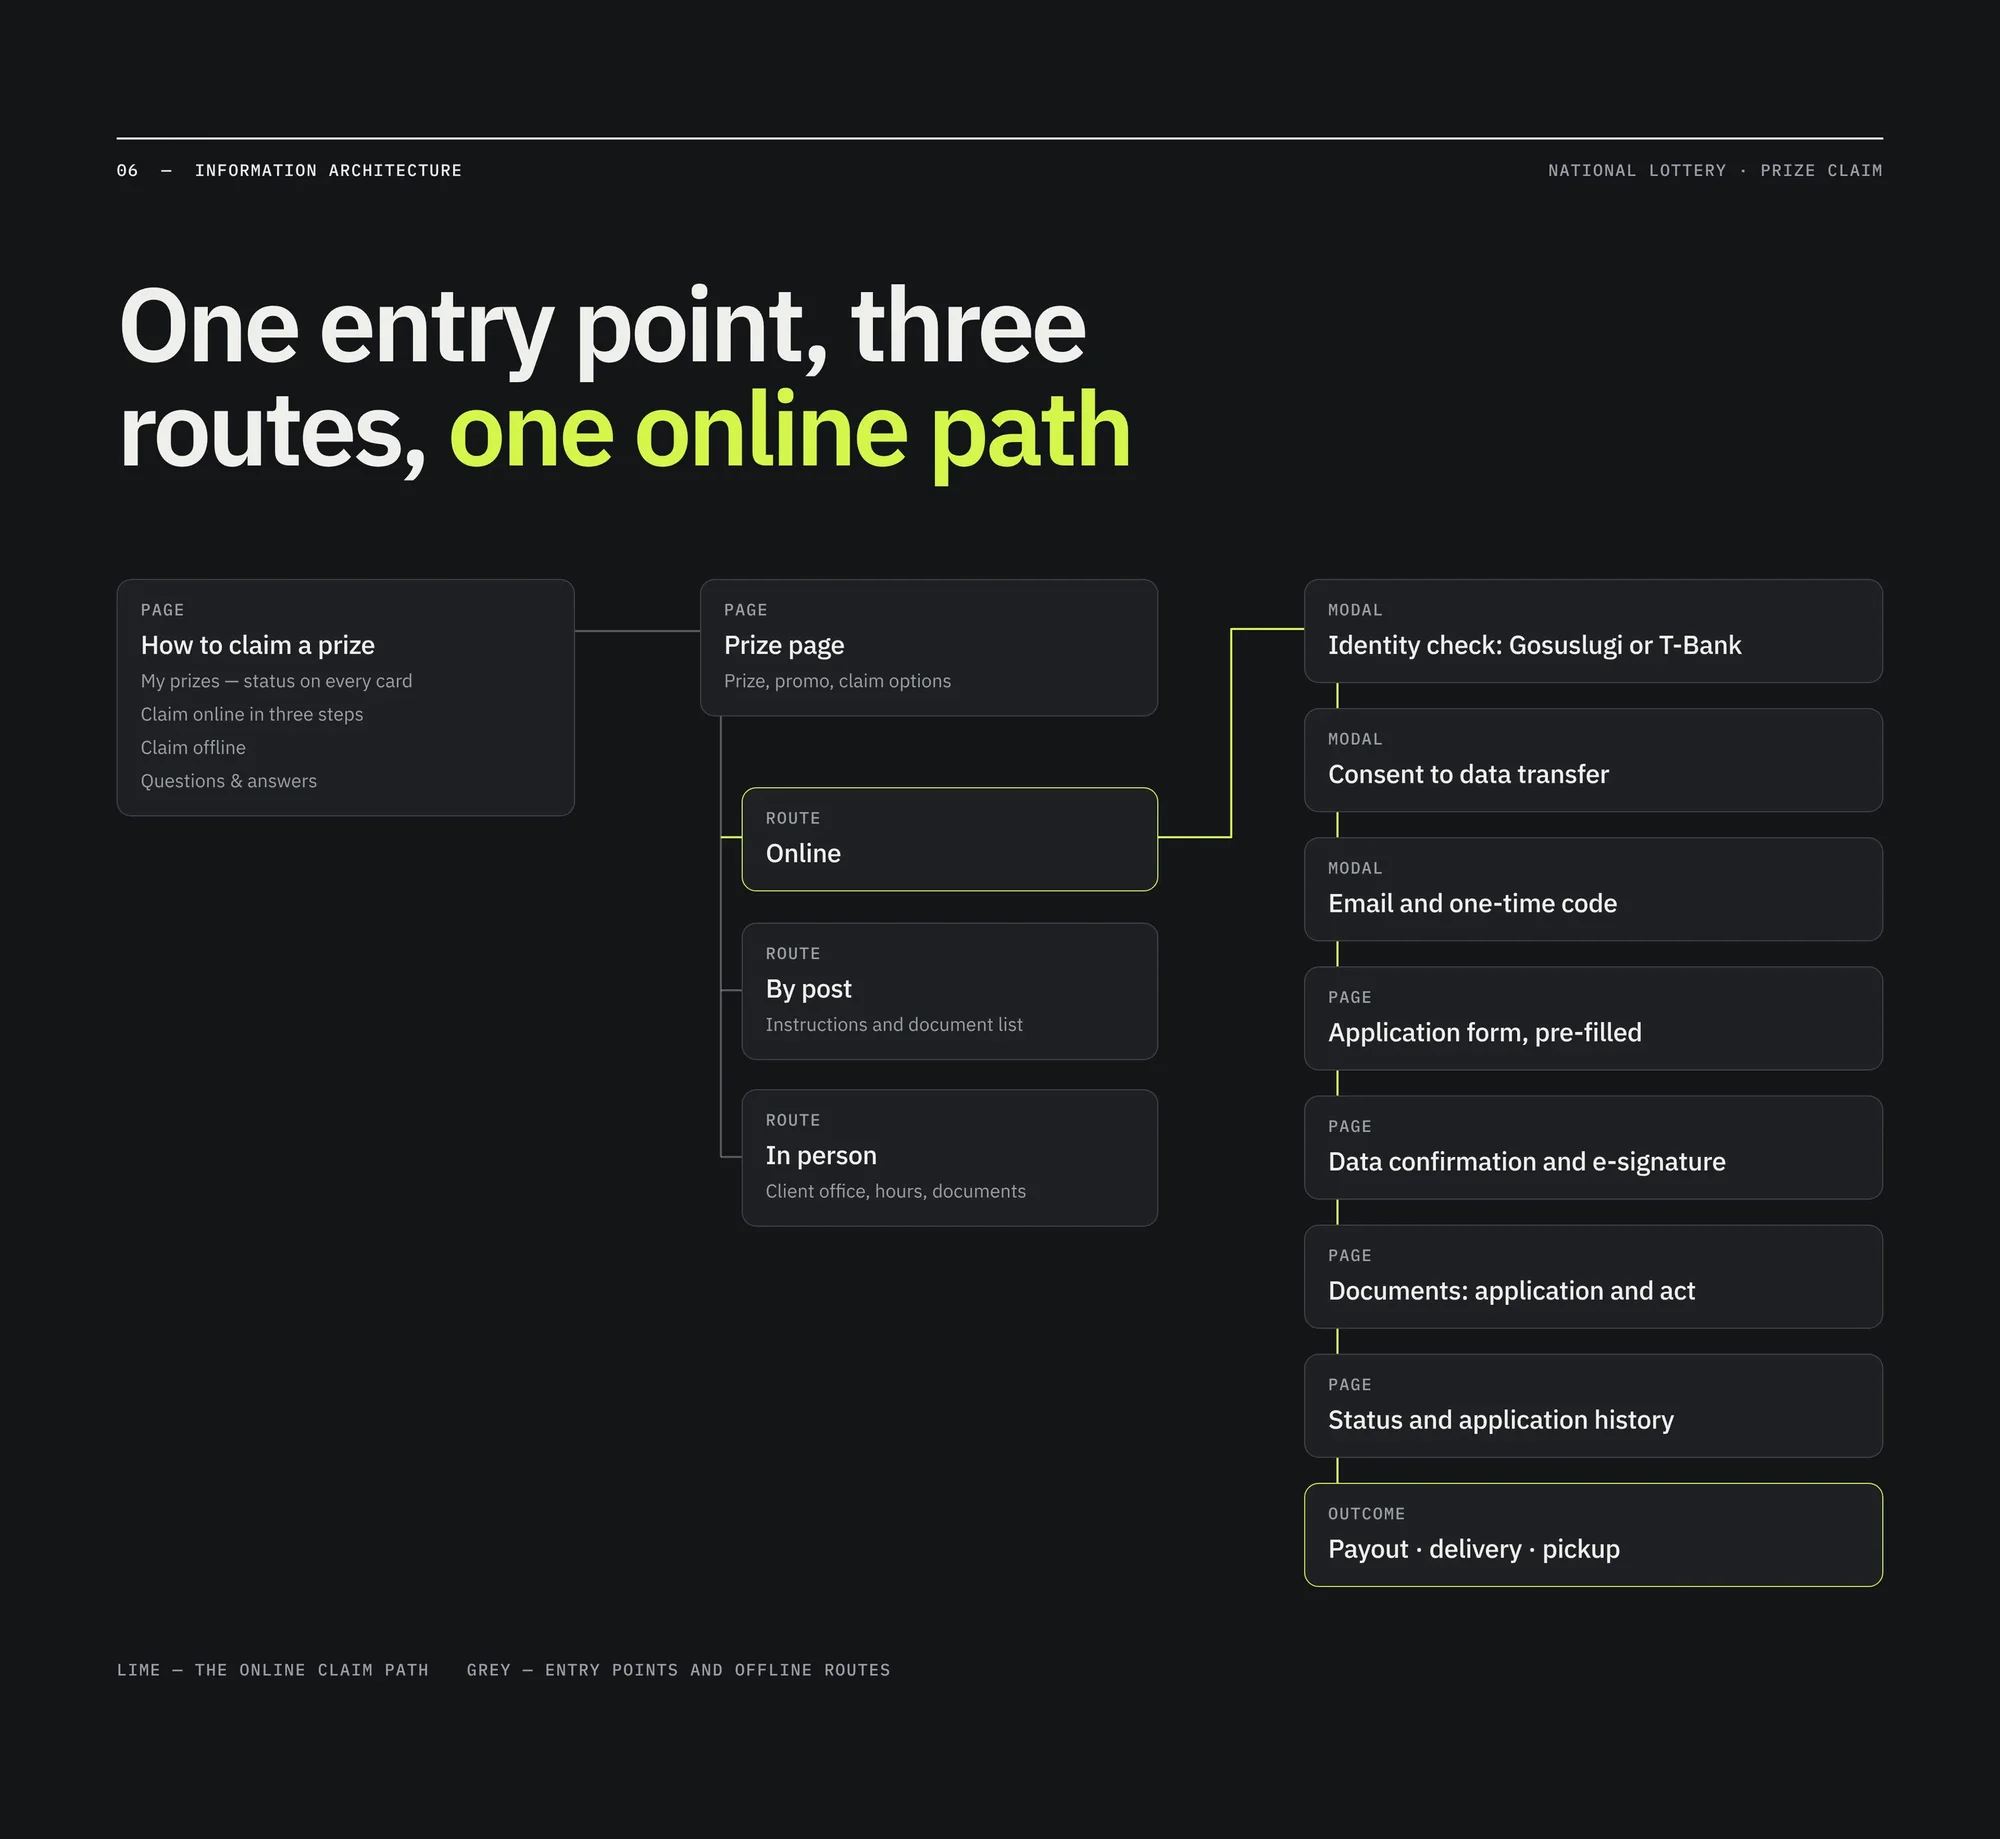 06 — INFORMATION ARCHITECTURE
NATIONAL LOTTERY · PRIZE CLAIM
One entry point, three
routes, one online path
PAGE
How to claim a prize
My prizes — status on every card
Claim online in three steps
Claim offline
Questions & answers
PAGE
Prize page
Prize, promo, claim options
ROUTE
Online
ROUTE
By post
Instructions and document list
ROUTE
In person
Client office, hours, documents
MODAL
Identity check: Gosuslugi or T-Bank
MODAL
Consent to data transfer
MODAL
Email and one-time code
PAGE
Application form, pre-filled
PAGE
Data confirmation and e-signature
PAGE
Documents: application and act
PAGE
Status and application history
OUTCOME
Payout · delivery · pickup
LIME — THE ONLINE CLAIM PATH
GREY — ENTRY POINTS AND OFFLINE ROUTES